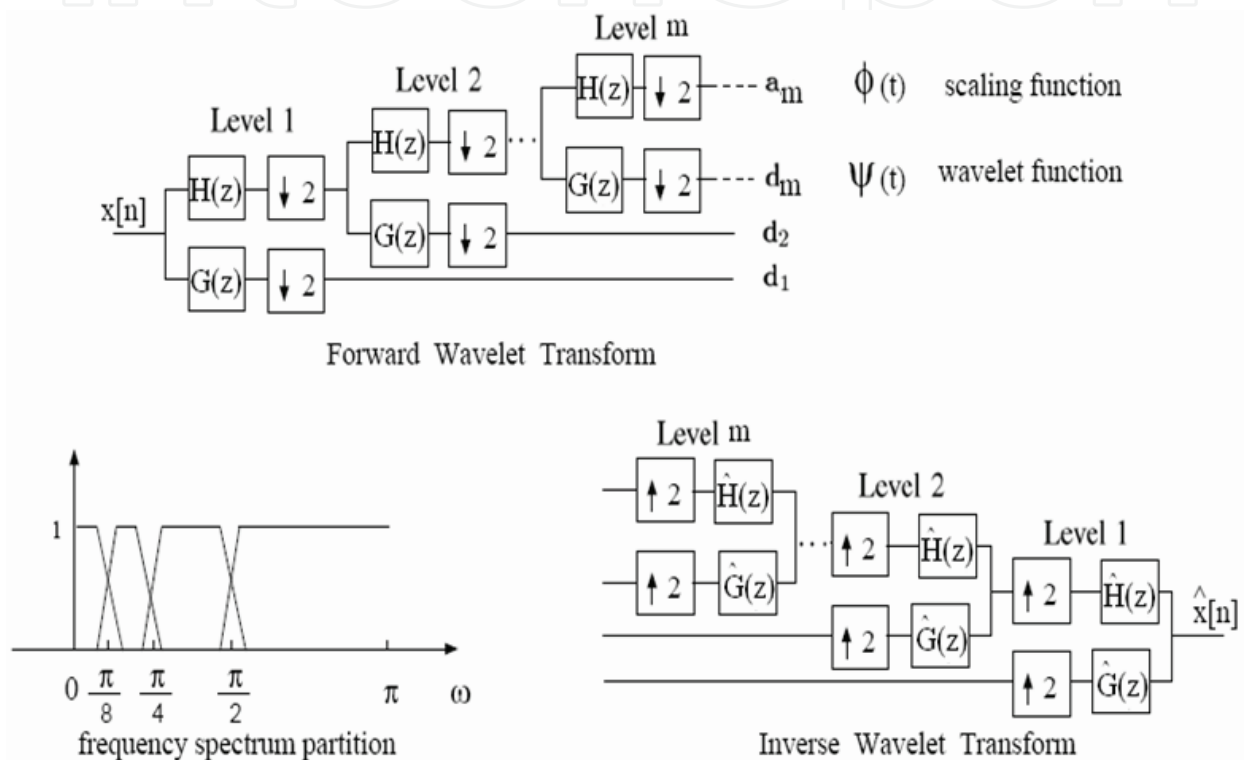 Level m
Level 2
Level 1
H(z) ↓ 2 a_m ϕ(t) scaling function
H(z) ↓ 2 ...
G(z) ↓ 2 d_m ψ(t) wavelet function
H(z) ↓ 2
x[n]
G(z) ↓ 2 d_2
G(z) ↓ 2 d_1
Forward Wavelet Transform
1
0 π/8 π/4 π/2 π ω
frequency spectrum partition
Level m
↑ 2 Ĥ(z)
Level 2
↑ 2 Ĝ(z)
... ↑ 2 Ĥ(z)
Level 1
↑ 2 Ĝ(z)
↑ 2 Ĥ(z)
x̂[n]
↑ 2 Ĝ(z)
Inverse Wavelet Transform